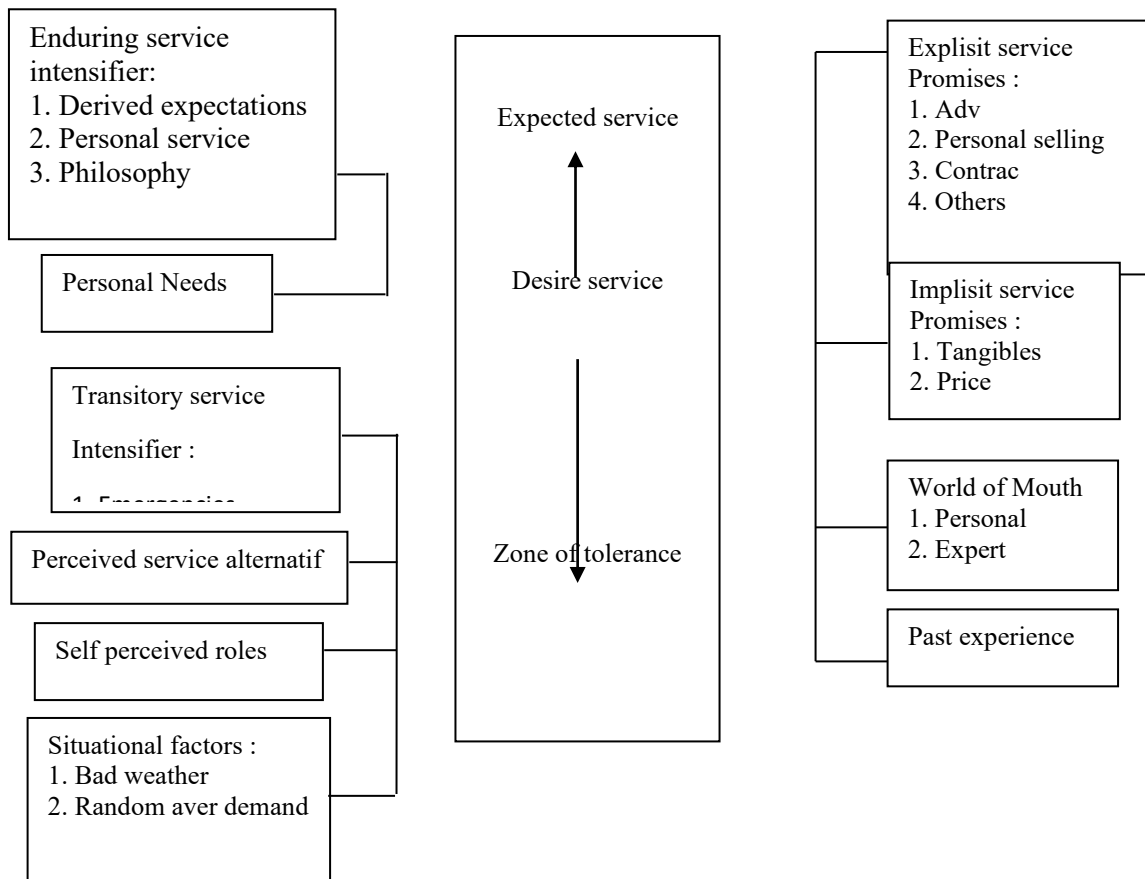 Enduring service
intensifier:
1. Derived expectations
2. Personal service
3. Philosophy
Personal Needs
Transitory service
Intensifier :
Perceived service alternatif
Self perceived roles
Situational factors :
1. Bad weather
2. Random aver demand
Expected service
Desire service
Zone of tolerance
Explisit service
Promises :
1. Adv
2. Personal selling
3. Contrac
4. Others
Implisit service
Promises :
1. Tangibles
2. Price
World of Mouth
1. Personal
2. Expert
Past experience